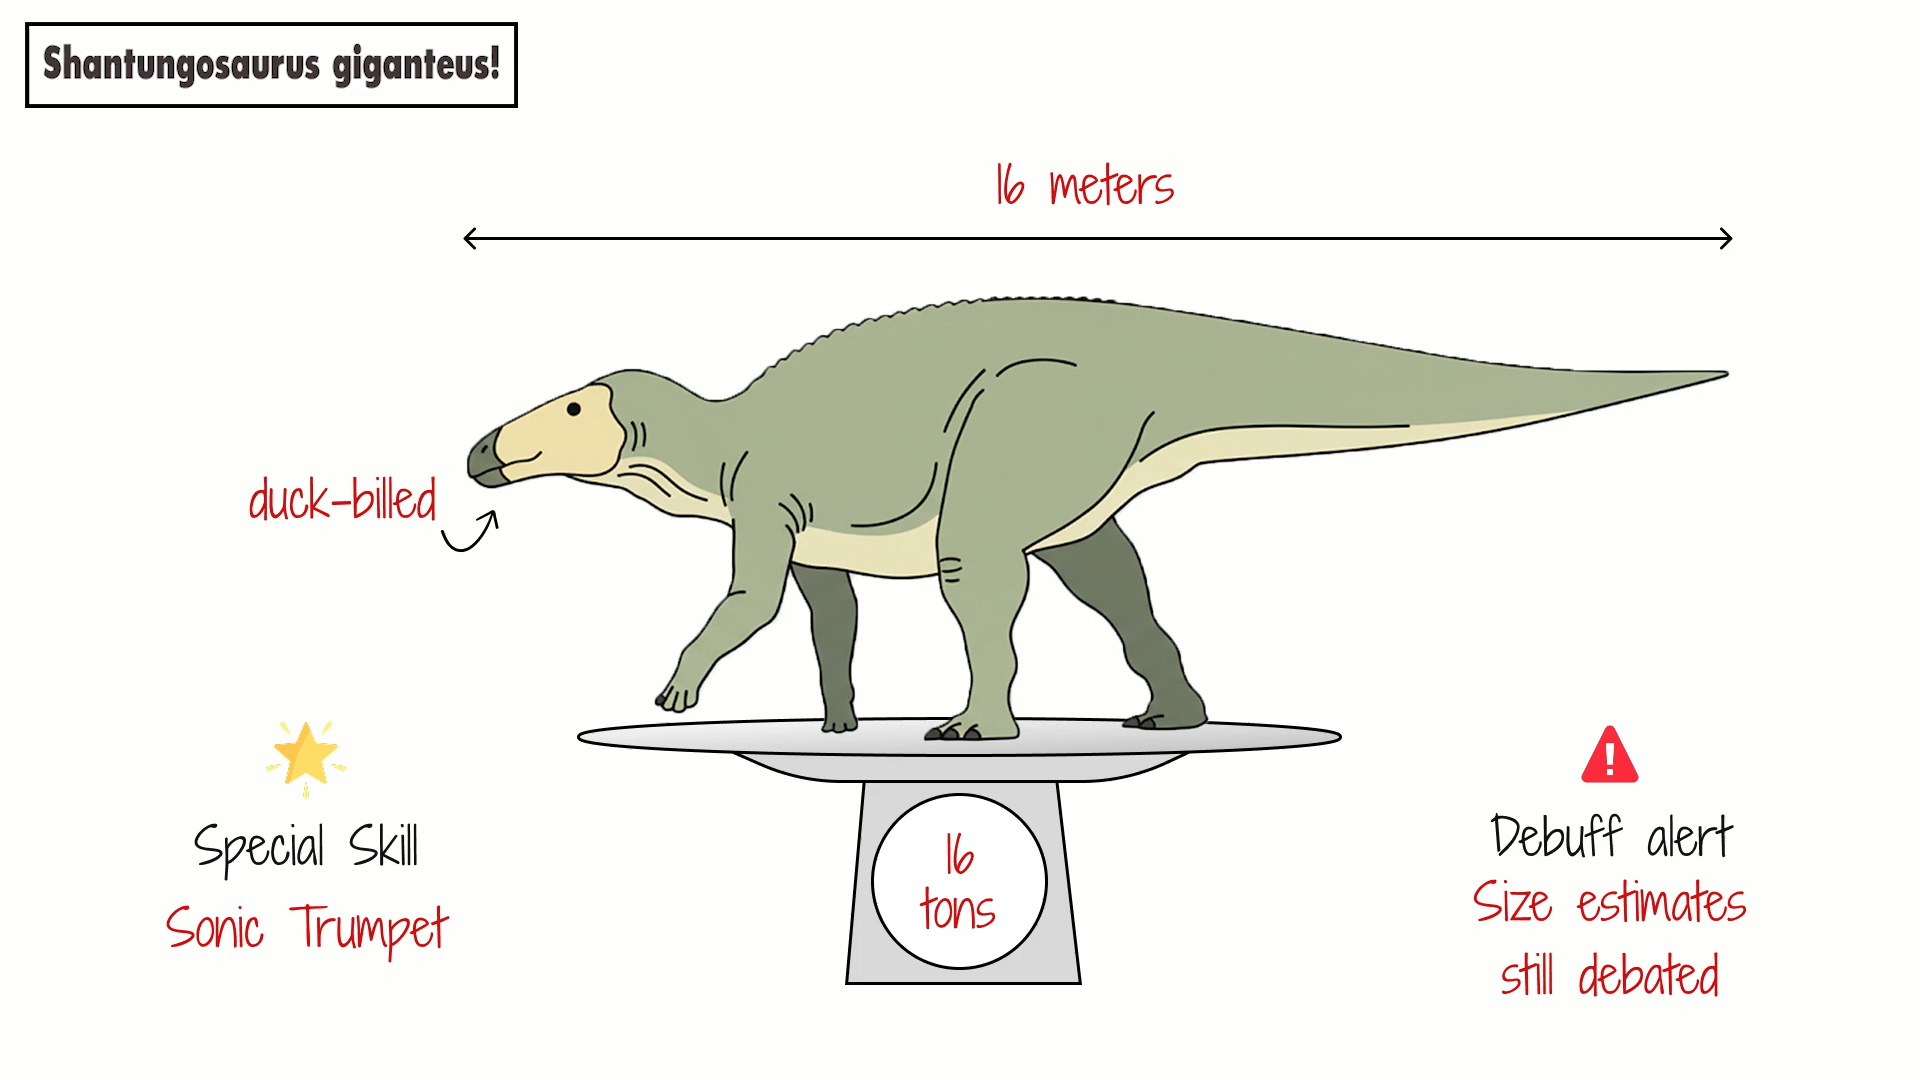 Shantungosaurus giganteus!
16 meters
duck-billed
Special Skill
Sonic Trumpet
16
tons
Debuff alert
Size estimates
still debated